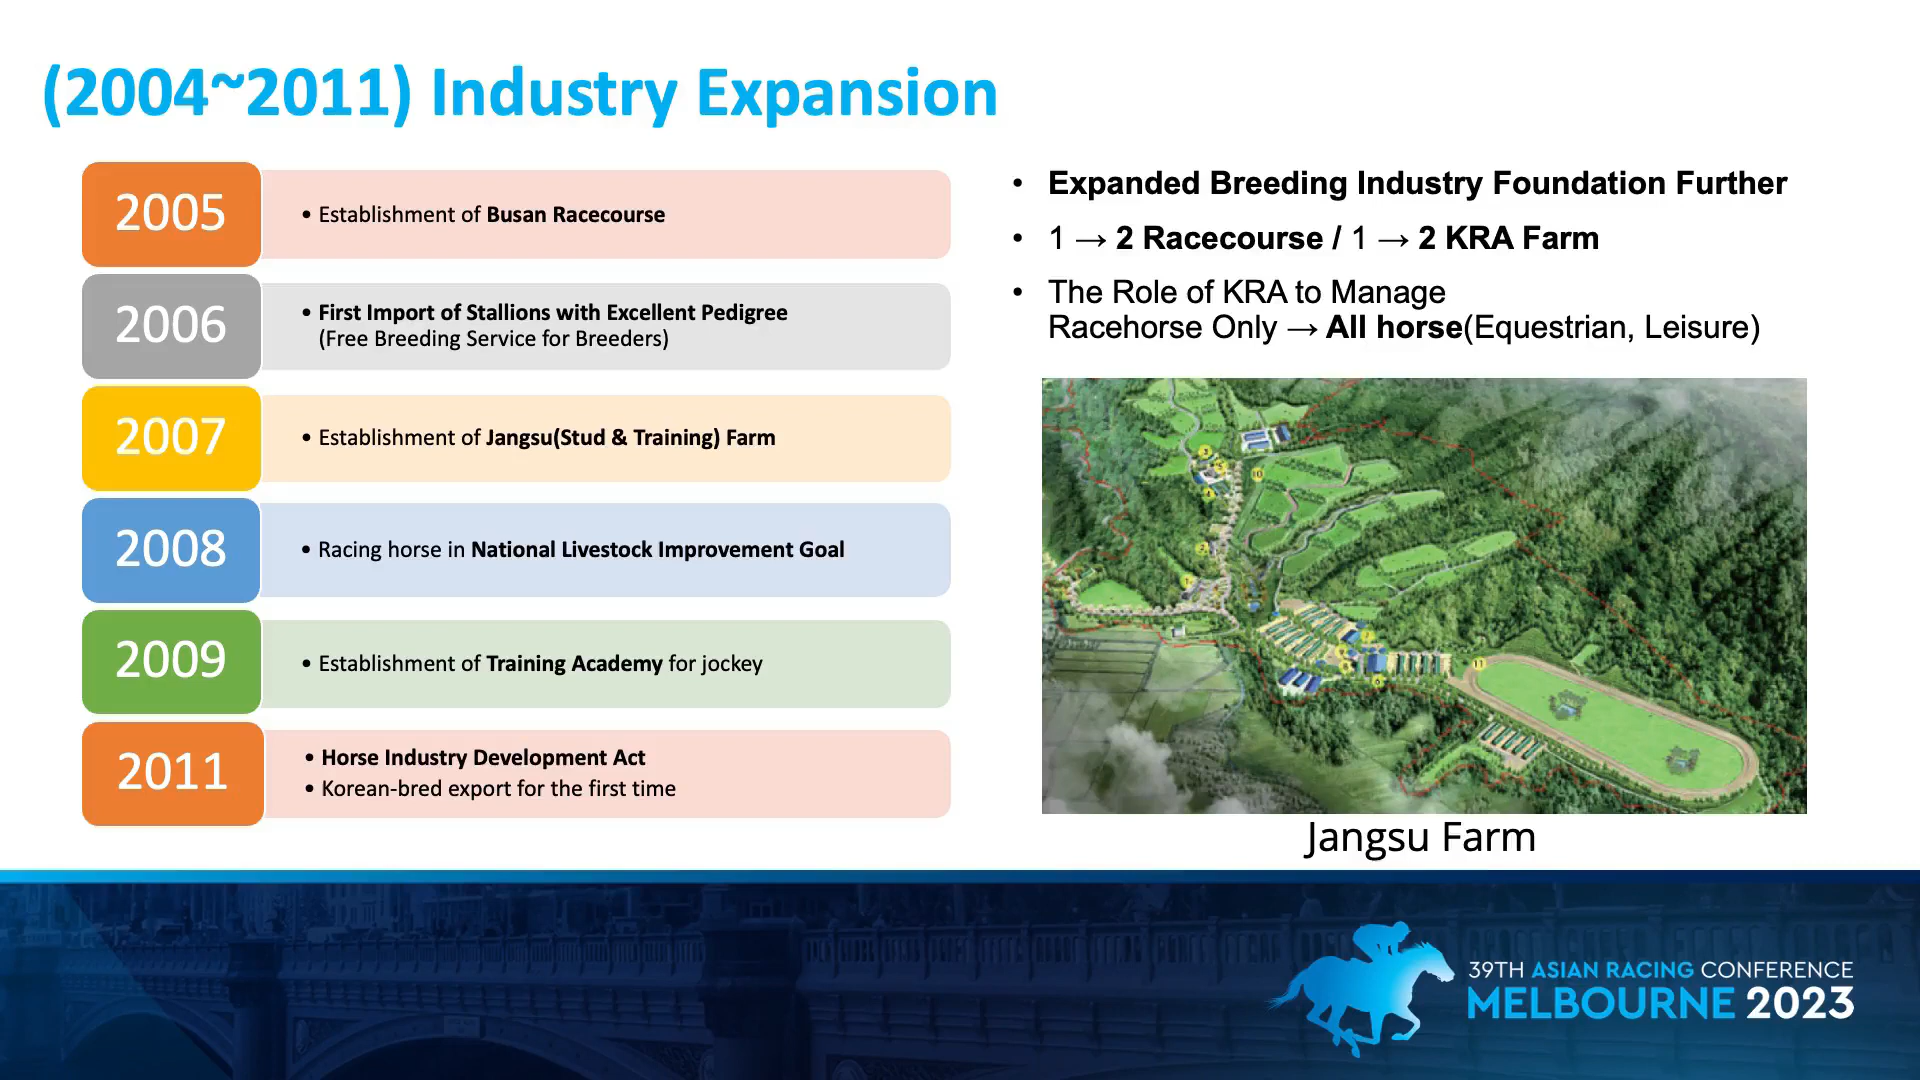 (2004~2011) Industry Expansion
2005
• Establishment of Busan Racecourse
2006
• First Import of Stallions with Excellent Pedigree
(Free Breeding Service for Breeders)
2007
• Establishment of Jangsu(Stud & Training) Farm
2008
• Racing horse in National Livestock Improvement Goal
2009
• Establishment of Training Academy for jockey
2011
• Horse Industry Development Act
• Korean-bred export for the first time
• Expanded Breeding Industry Foundation Further
• 1 → 2 Racecourse / 1 → 2 KRA Farm
• The Role of KRA to Manage
Racehorse Only → All horse(Equestrian, Leisure)
Jangsu Farm
39TH ASIAN RACING CONFERENCE
MELBOURNE 2023